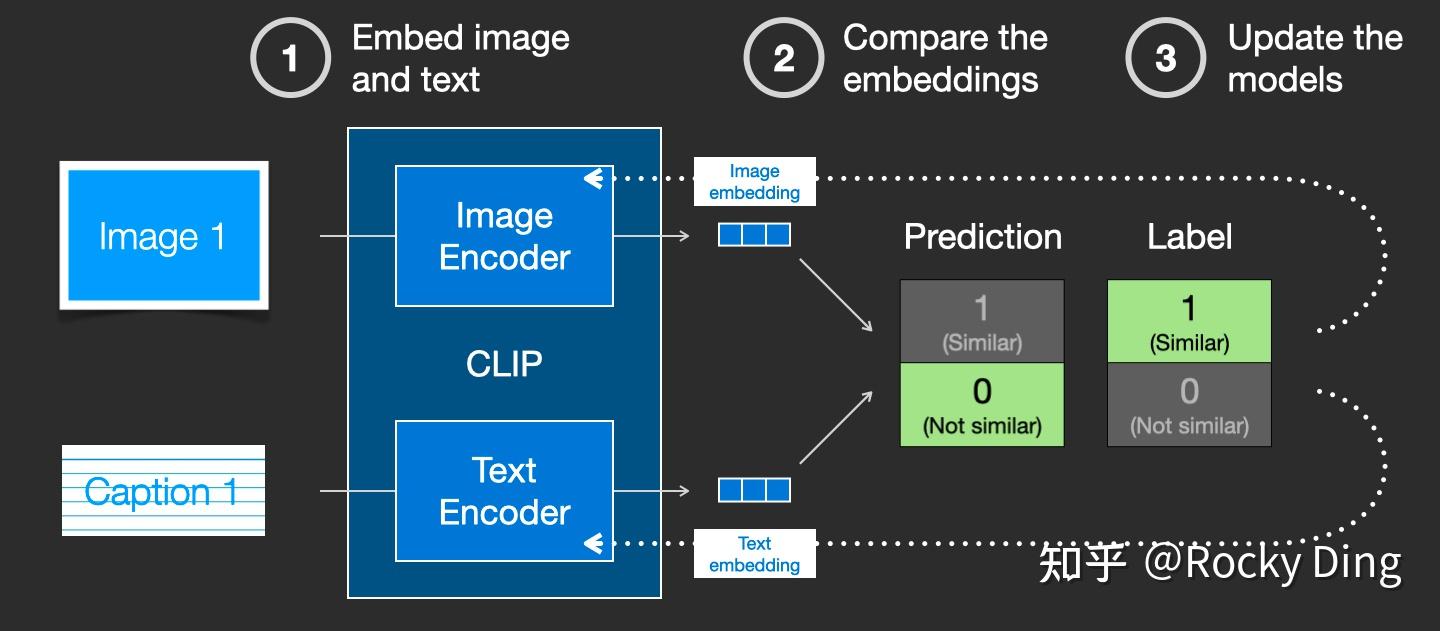 1
Embed image
and text
2
Compare the
embeddings
3
Update the
models
Image 1
Image
Encoder
CLIP
Caption 1
Text
Encoder
Image
embedding
Text
embedding
Prediction
1
(Similar)
0
(Not similar)
Label
1
(Similar)
0
(Not similar)
知乎 @Rocky Ding